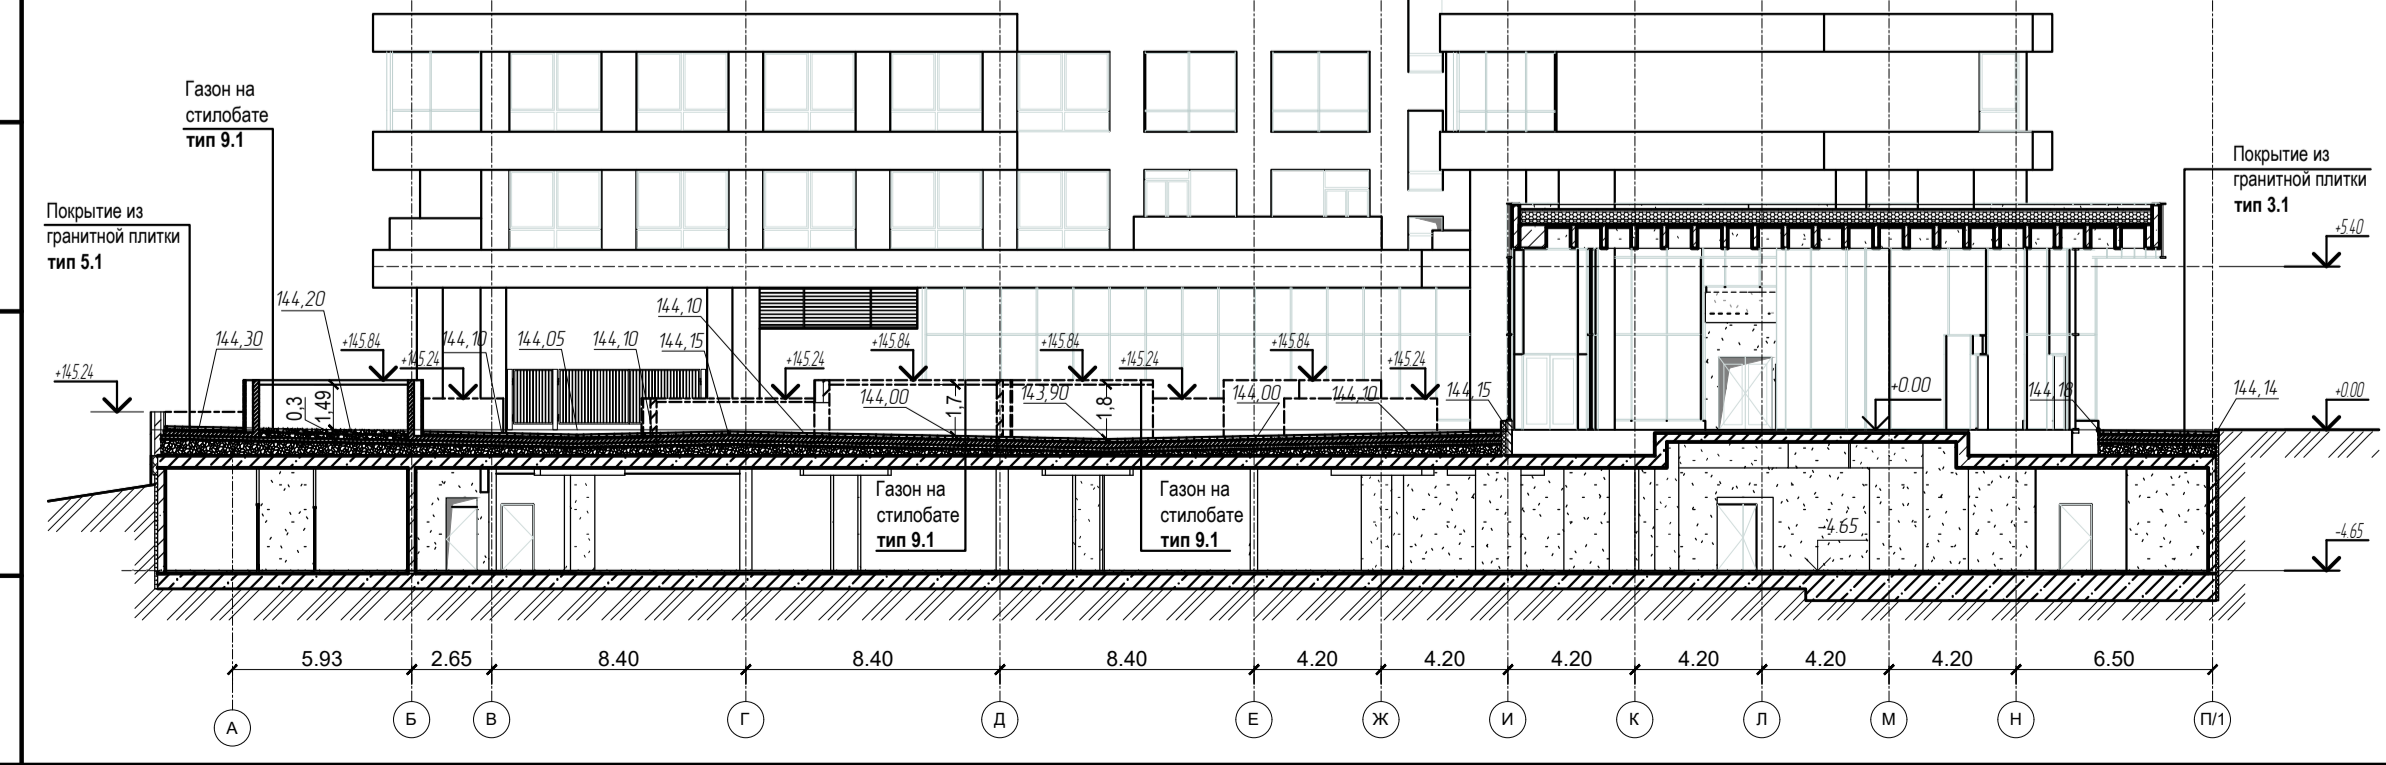 Газон на
стилобате
тип 9.1
Покрытие из
гранитной плитки
тип 3.1
Покрытие из
гранитной плитки
тип 5.1
+5.40
144,20
144,10
144,30
+145.84
+145.24
144,10
144,05
144,10
144,15
+145.24
+145.84
+145.84
+145.24
+145.84
+145.24
+145.24
0,3
1,49
144,00
1,7
143,90
1,8
144,00
144,10
144,15
+0.00
144,18
144,14
+0.00
Газон на
стилобате
тип 9.1
Газон на
стилобате
тип 9.1
-4.65
-4.65
5.93
2.65
8.40
8.40
8.40
4.20
4.20
4.20
4.20
4.20
4.20
6.50
А
Б
В
Г
Д
Е
Ж
И
К
Л
М
Н
П/1